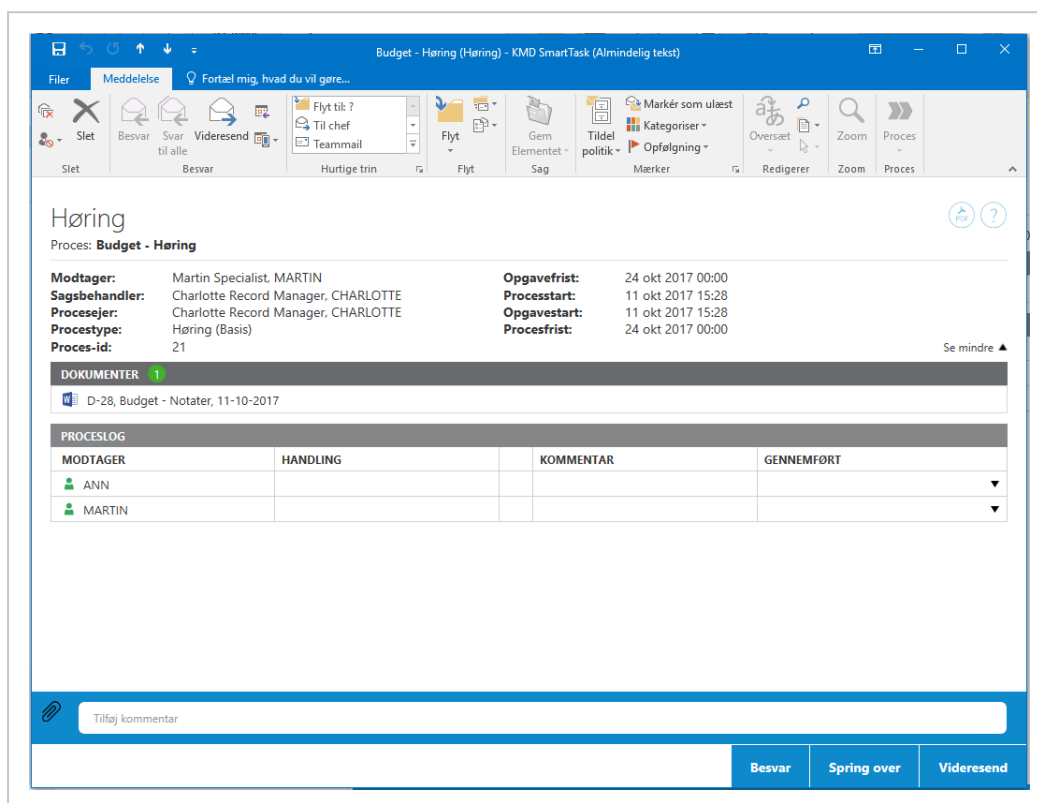 Budget - Høring (Høring) - KMD SmartTask (Almindelig tekst)
Filer Meddelelse Fortæl mig, hvad du vil gøre...
Slet
Besvar
Svar til alle
Videresend
Flyt til: ?
Til chef
Teammail
Flyt
Gem Elementet
Tildel politik
Markér som ulæst
Kategoriser
Opfølgning
Oversæt
Zoom
Proces
Slet Besvar Hurtige trin Flyt Sag Mærker Redigerer Zoom Proces
Høring
PDF ?
Proces: Budget - Høring
Modtager: Martin Specialist, MARTIN Opgavefrist: 24 okt 2017 00:00
Sagsbehandler: Charlotte Record Manager, CHARLOTTE Processtart: 11 okt 2017 15:28
Procesejer: Charlotte Record Manager, CHARLOTTE Opgavestart: 11 okt 2017 15:28
Procestype: Høring (Basis) Procesfrist: 24 okt 2017 00:00
Proces-id: 21 Se mindre
DOKUMENTER 1
D-28, Budget - Notater, 11-10-2017
PROCESLOG
MODTAGER HANDLING KOMMENTAR GENNEMFØRT
ANN
MARTIN
Tilføj kommentar
Besvar Spring over Videresend